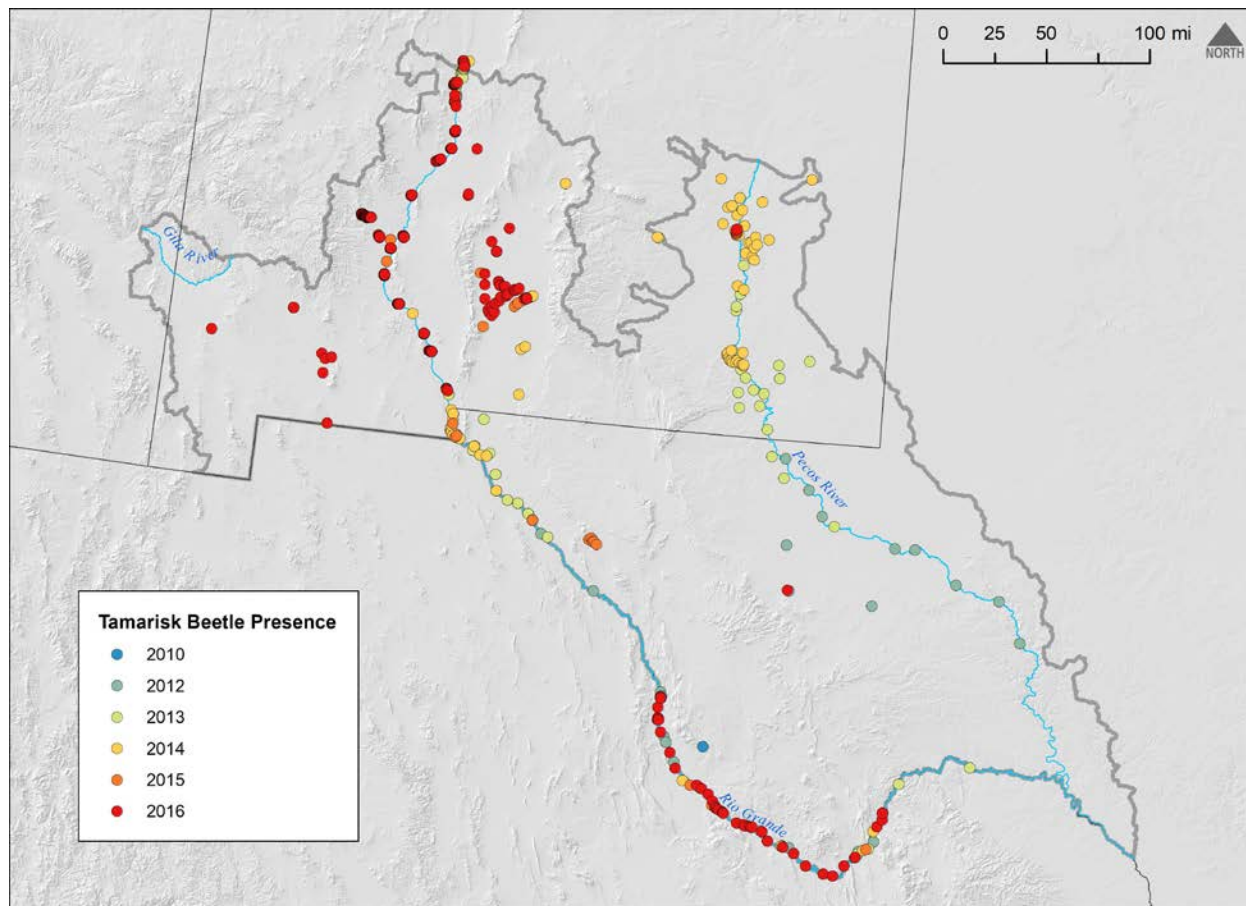 0 25 50 100 mi
NORTH
Gila River
Pecos River
Rio Grande
Tamarisk Beetle Presence
2010
2012
2013
2014
2015
2016